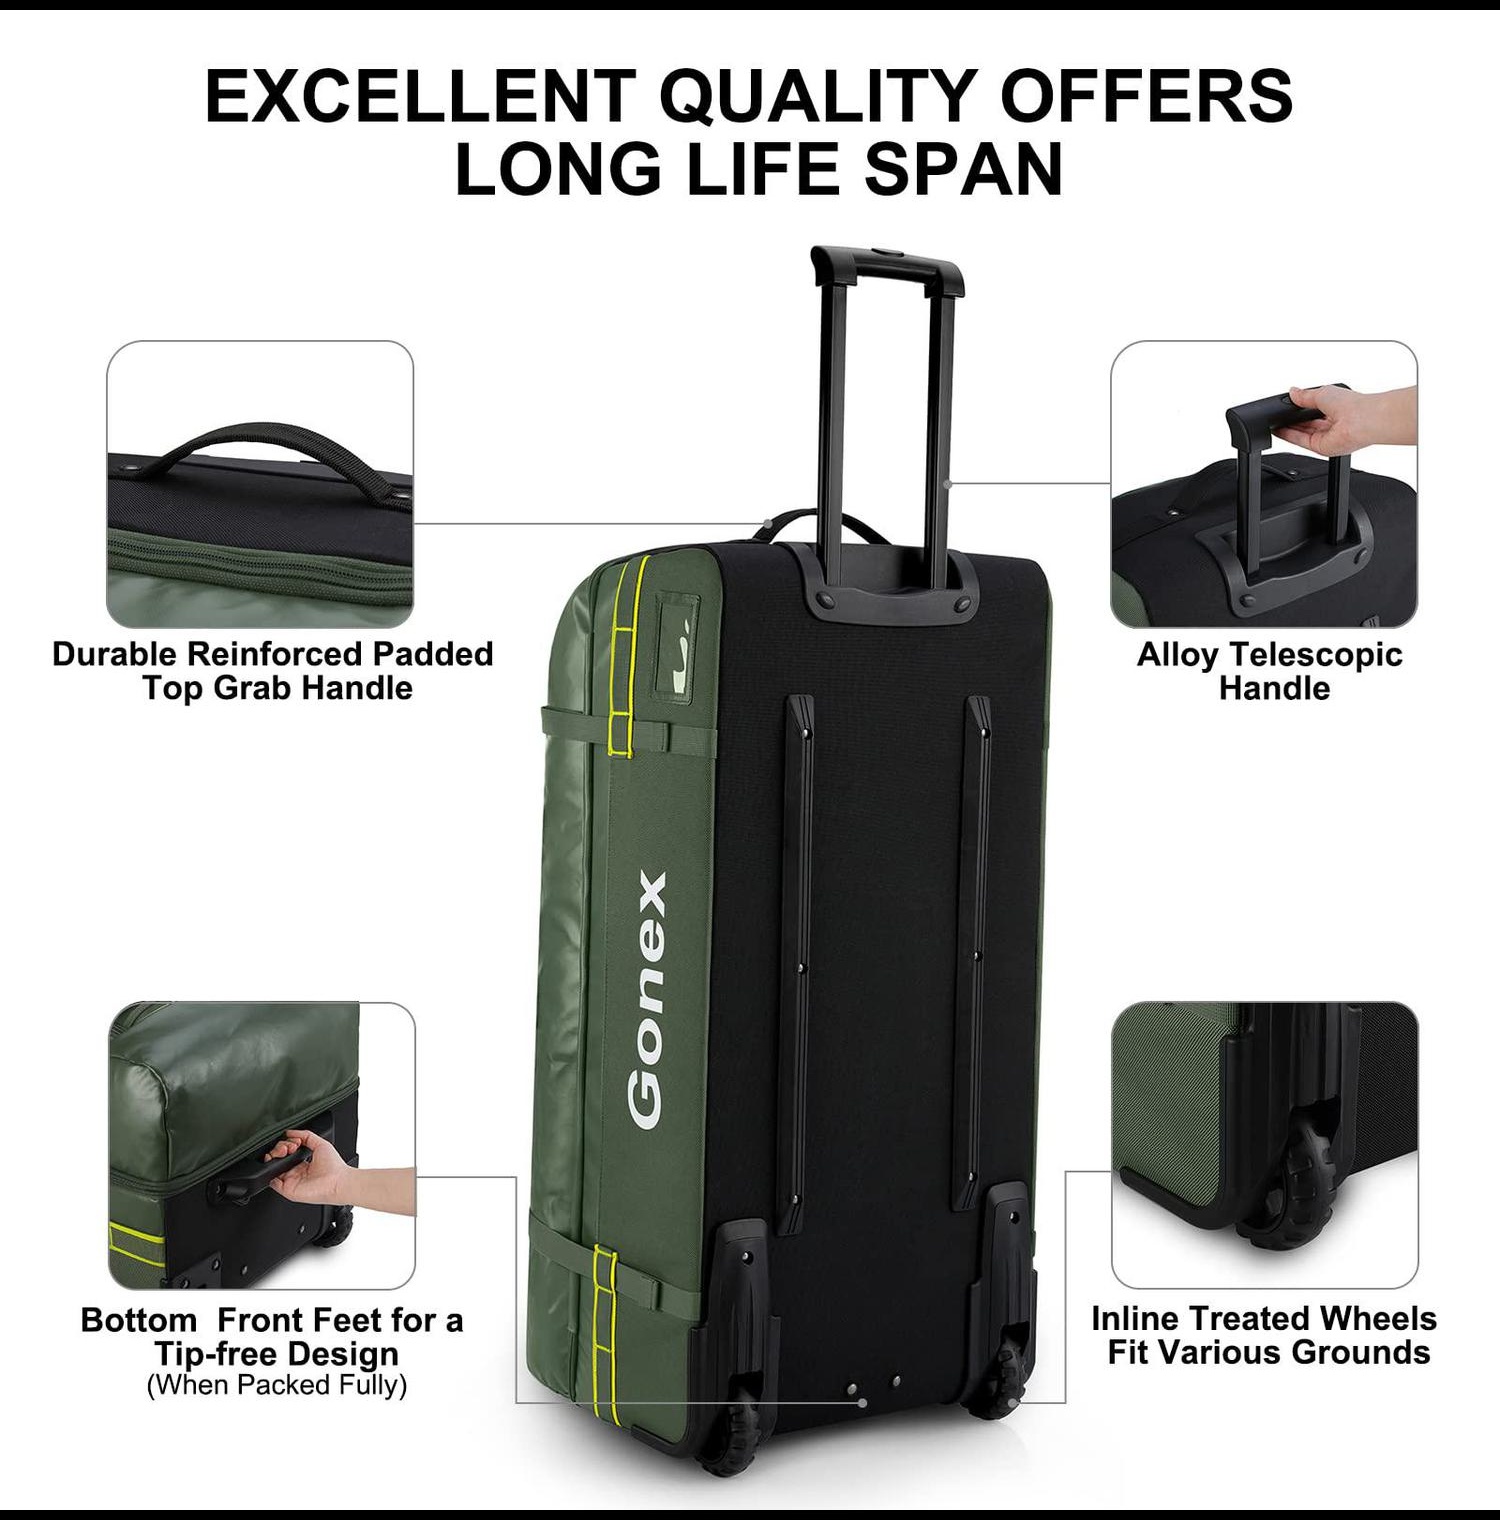 EXCELLENT QUALITY OFFERS
LONG LIFE SPAN
Durable Reinforced Padded
Top Grab Handle
Alloy Telescopic
Handle
Gonex
Bottom  Front Feet for a
Tip-free Design
(When Packed Fully)
Inline Treated Wheels
Fit Various Grounds